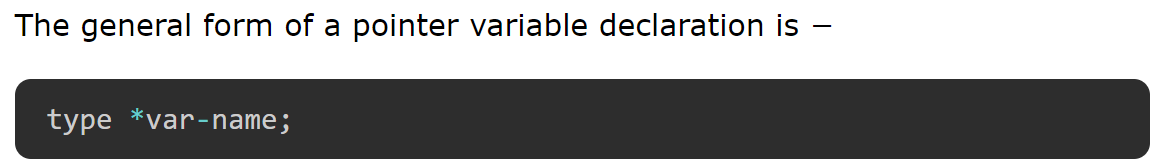 The general form of a pointer variable declaration is −
type *var-name;